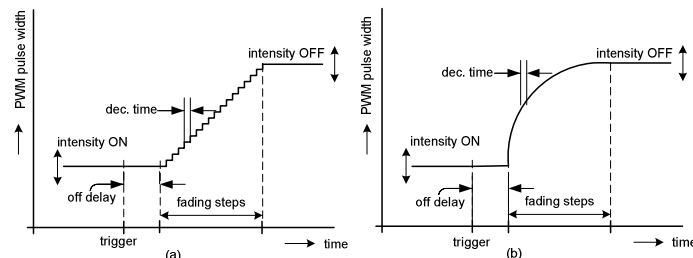 PWM pulse width
intensity OFF
dec. time
intensity ON
off delay
fading steps
trigger
time
(a)
PWM pulse width
intensity OFF
dec. time
intensity ON
off delay
fading steps
trigger
time
(b)